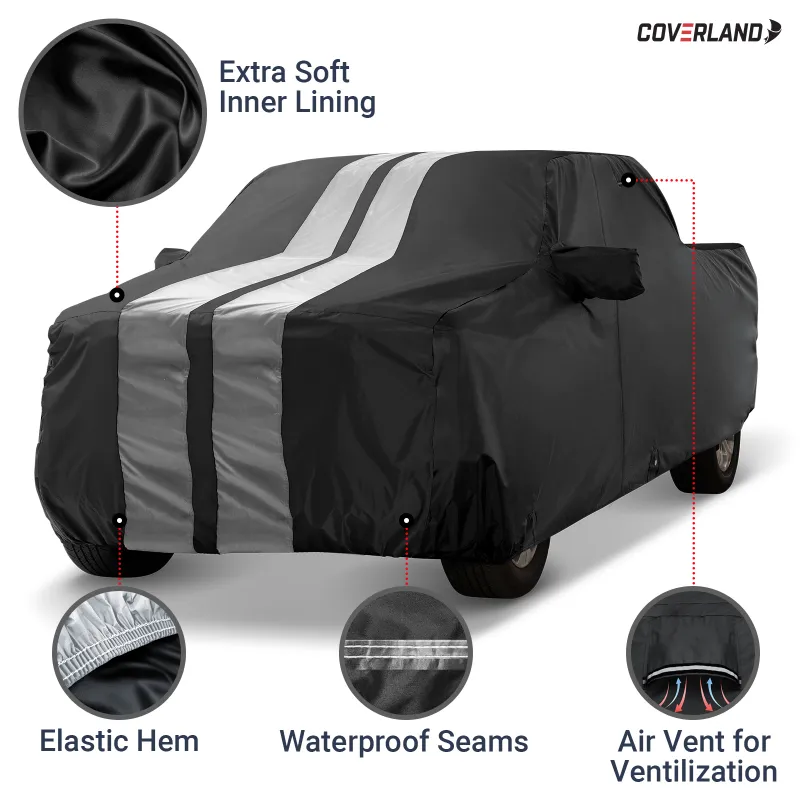 COVERLAND
Extra Soft
Inner Lining
Elastic Hem
Waterproof Seams
Air Vent for
Ventilization